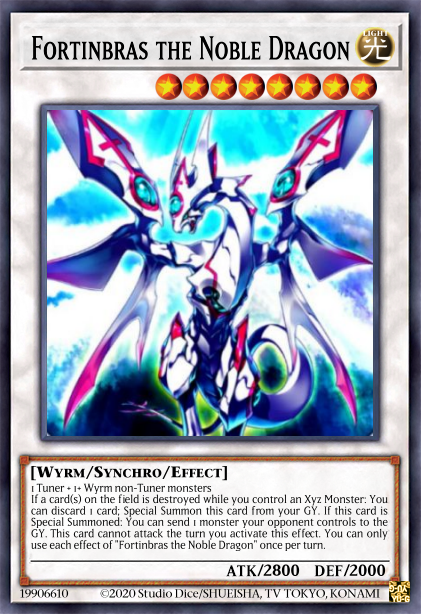 Fortinbras the Noble Dragon
LIGHT
光
[Wyrm/Synchro/Effect]
1 Tuner + 1+ Wyrm non-Tuner monsters
If a card(s) on the field is destroyed while you control an Xyz Monster: You
can discard 1 card; Special Summon this card from your GY. If this card is
Special Summoned: You can send 1 monster your opponent controls to the
GY. This card cannot attack the turn you activate this effect. You can only
use each effect of "Fortinbras the Noble Dragon" once per turn.
ATK/2800 DEF/2000
19906610 ©2020 Studio Dice/SHUEISHA, TV TOKYO, KONAMI